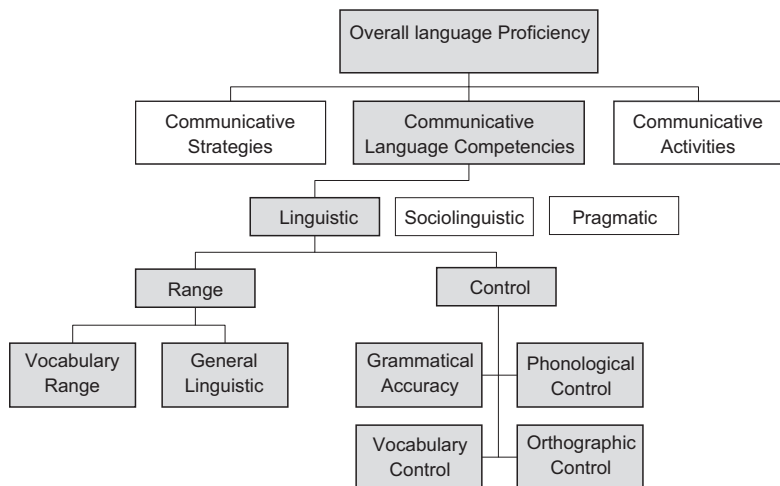 Overall language Proficiency
Communicative
Strategies
Communicative
Language Competencies
Communicative
Activities
Linguistic
Sociolinguistic
Pragmatic
Range
Control
Vocabulary
Range
General
Linguistic
Grammatical
Accuracy
Phonological
Control
Vocabulary
Control
Orthographic
Control